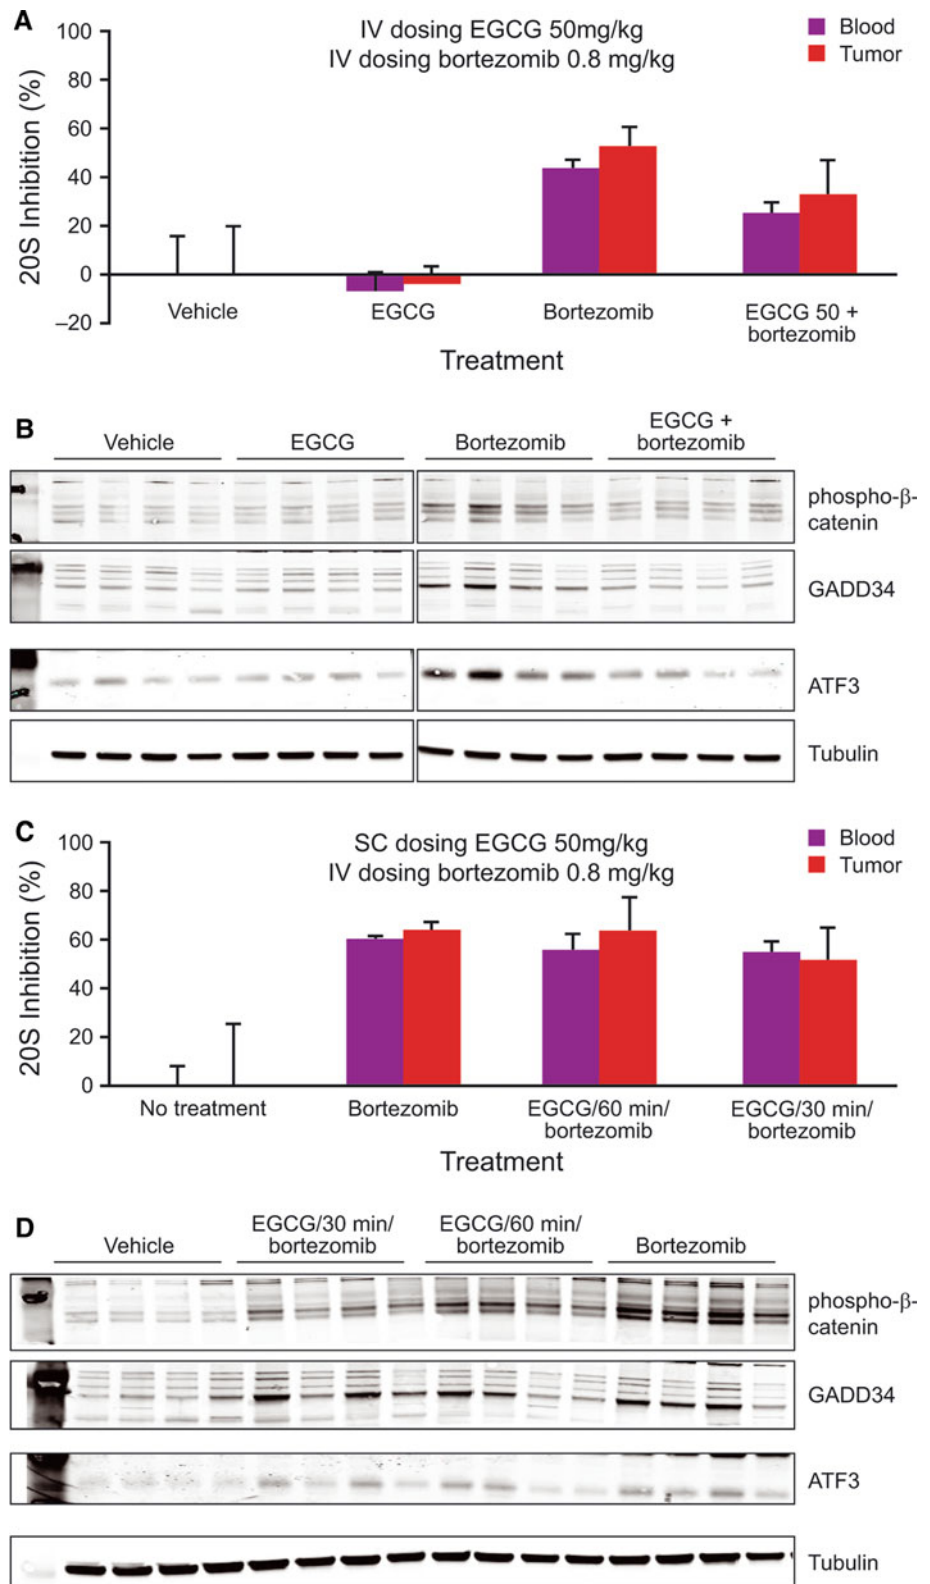 A
IV dosing EGCG 50mg/kg
IV dosing bortezomib 0.8 mg/kg
Blood
Tumor
20S Inhibition (%)
100
80
60
40
20
0
–20
Vehicle
EGCG
Bortezomib
EGCG 50 +
bortezomib
Treatment
B
Vehicle
EGCG
Bortezomib
EGCG +
bortezomib
phospho-β-
catenin
GADD34
ATF3
Tubulin
C
SC dosing EGCG 50mg/kg
IV dosing bortezomib 0.8 mg/kg
Blood
Tumor
20S Inhibition (%)
100
80
60
40
20
0
No treatment
Bortezomib
EGCG/60 min/
bortezomib
EGCG/30 min/
bortezomib
Treatment
D
Vehicle
EGCG/30 min/
bortezomib
EGCG/60 min/
bortezomib
Bortezomib
phospho-β-
catenin
GADD34
ATF3
Tubulin